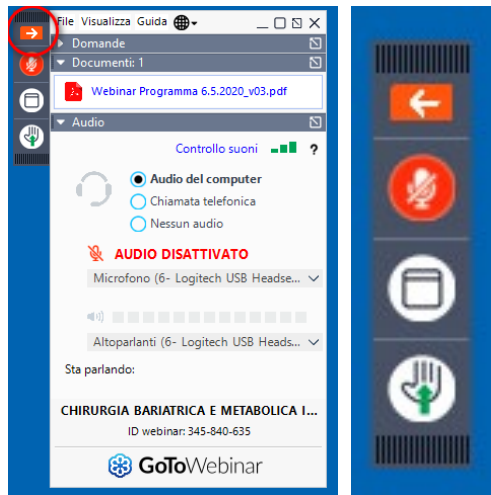 File Visualizza Guida
Domande
Documenti: 1
Webinar Programma 6.5.2020_v03.pdf
Audio
Controllo suoni ?
Audio del computer
Chiamata telefonica
Nessun audio
AUDIO DISATTIVATO
Microfono (6- Logitech USB Headse...
Altoparlanti (6- Logitech USB Heads...
Sta parlando:
CHIRURGIA BARIATRICA E METABOLICA I...
ID webinar: 345-840-635
GoToWebinar